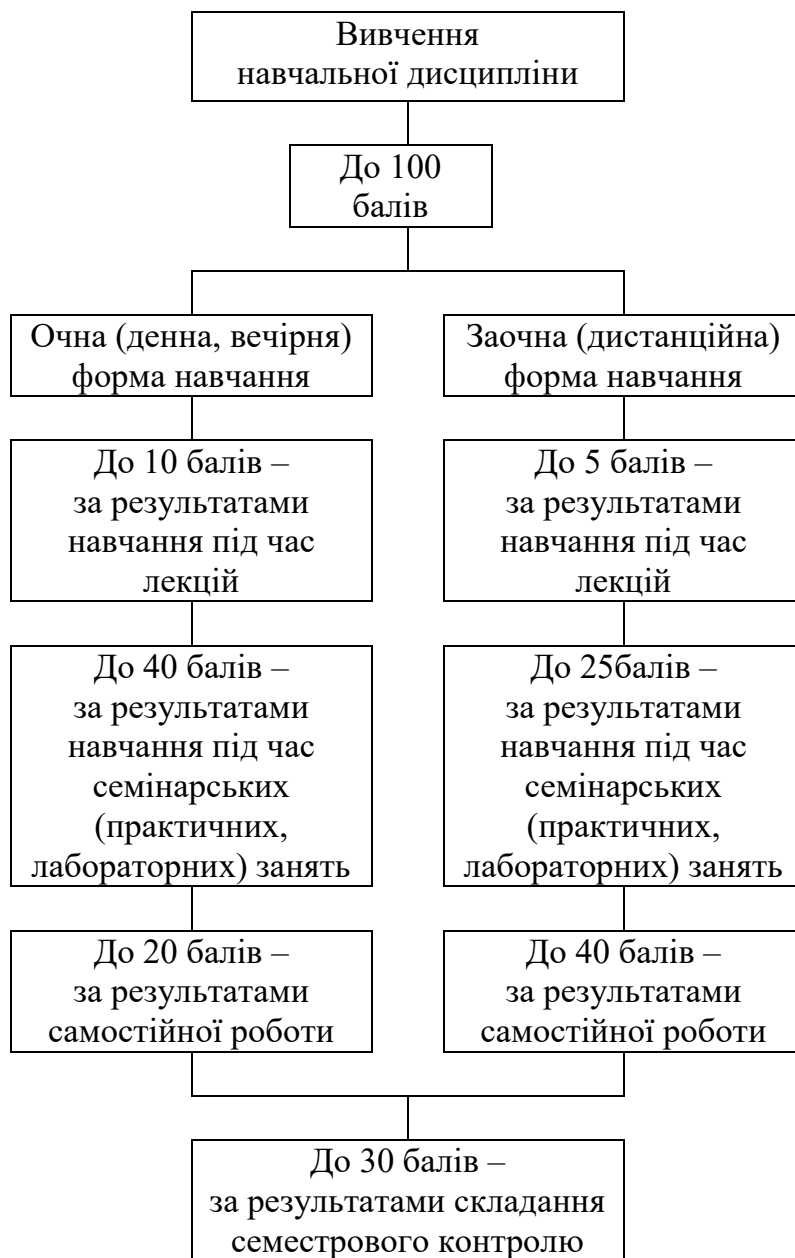 Вивчення
навчальної дисципліни
До 100
балів
Очна (денна, вечірня)
форма навчання
Заочна (дистанційна)
форма навчання
До 10 балів –
за результатами
навчання під час
лекцій
До 5 балів –
за результатами
навчання під час
лекцій
До 40 балів –
за результатами
навчання під час
семінарських
(практичних,
лабораторних) занять
До 25балів –
за результатами
навчання під час
семінарських
(практичних,
лабораторних) занять
До 20 балів –
за результатами
самостійної роботи
До 40 балів –
за результатами
самостійної роботи
До 30 балів –
за результатами складання
семестрового контролю